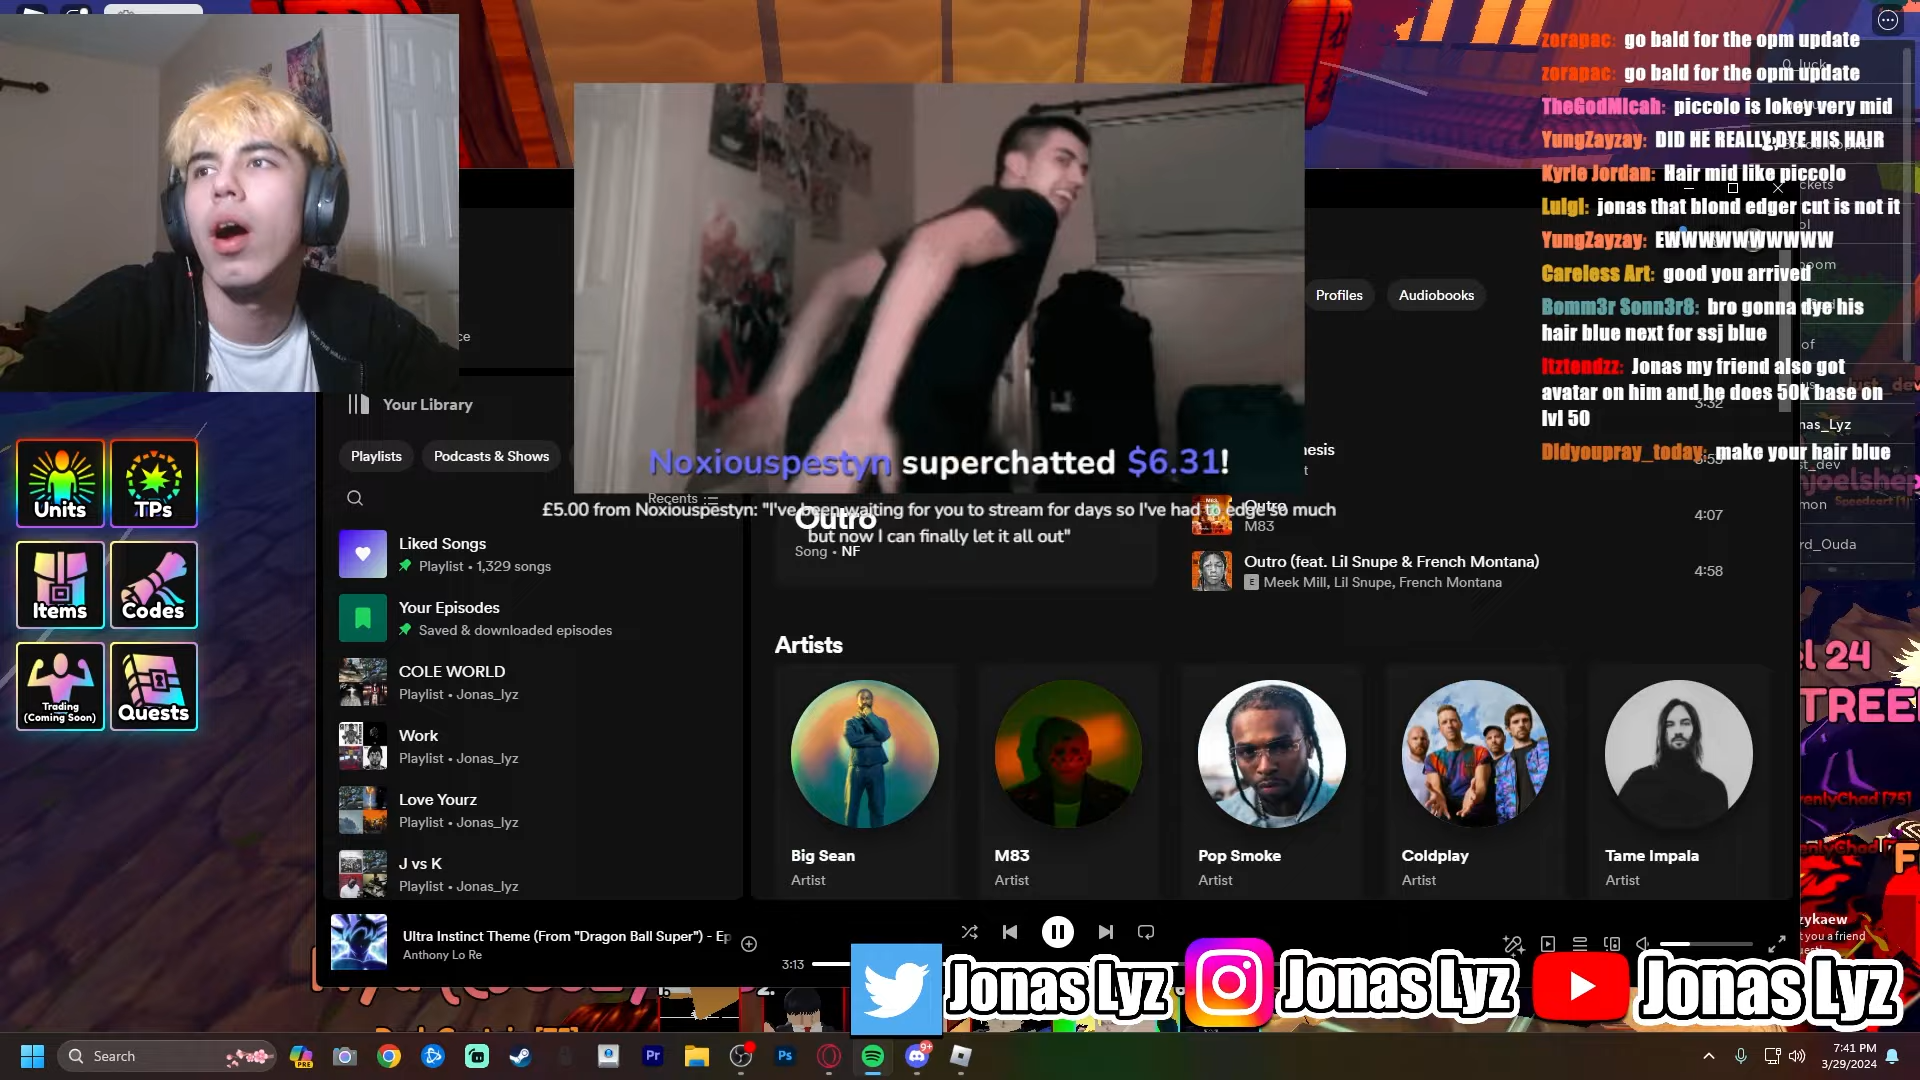 zorapac: go bald for the opm update
zorapac: go bald for the opm update
TheGodMIcah: piccolo is lokey very mid
YungZayzay: DID HE REALLY DYE HIS HAIR
Kyrie Jordan: Hair mid like piccolo
LuIgI: jonas that blond edger cut is not it
YungZayzay: EWWWWWWWWWW
Careless Art: good you arrived
Bomm3r Sonn3r8: bro gonna dye his
hair blue next for ssj blue
Itztendzz: Jonas my friend also got
avatar on him and he does 50k base on
lvl 50
DIdyoupray_today: make your hair blue
Profiles
Audiobooks
Your Library
Playlists
Podcasts & Shows
Recents
Noxiouspestyn superchatted $6.31!
£5.00 from Noxiouspestyn: "I've been waiting for you to stream for days so I've had to edge so much
but now I can finally let it all out"
Outro
Song • NF
3:32
3:53
Outro
M83
4:07
Outro (feat. Lil Snupe & French Montana)
E Meek Mill, Lil Snupe, French Montana
4:58
Liked Songs
Playlist • 1,329 songs
Your Episodes
Saved & downloaded episodes
COLE WORLD
Playlist • Jonas_lyz
Work
Playlist • Jonas_lyz
Love Yourz
Playlist • Jonas_lyz
J vs K
Playlist • Jonas_lyz
Units
TPs
Items
Codes
Trading
(Coming Soon)
Quests
Artists
Big Sean
Artist
M83
Artist
Pop Smoke
Artist
Coldplay
Artist
Tame Impala
Artist
Ultra Instinct Theme (From "Dragon Ball Super") - Ep
Anthony Lo Re
3:13
Jonas Lyz
Jonas Lyz
Jonas Lyz
Search
PRE
Pr
Ps
9+
7:41 PM
3/29/2024